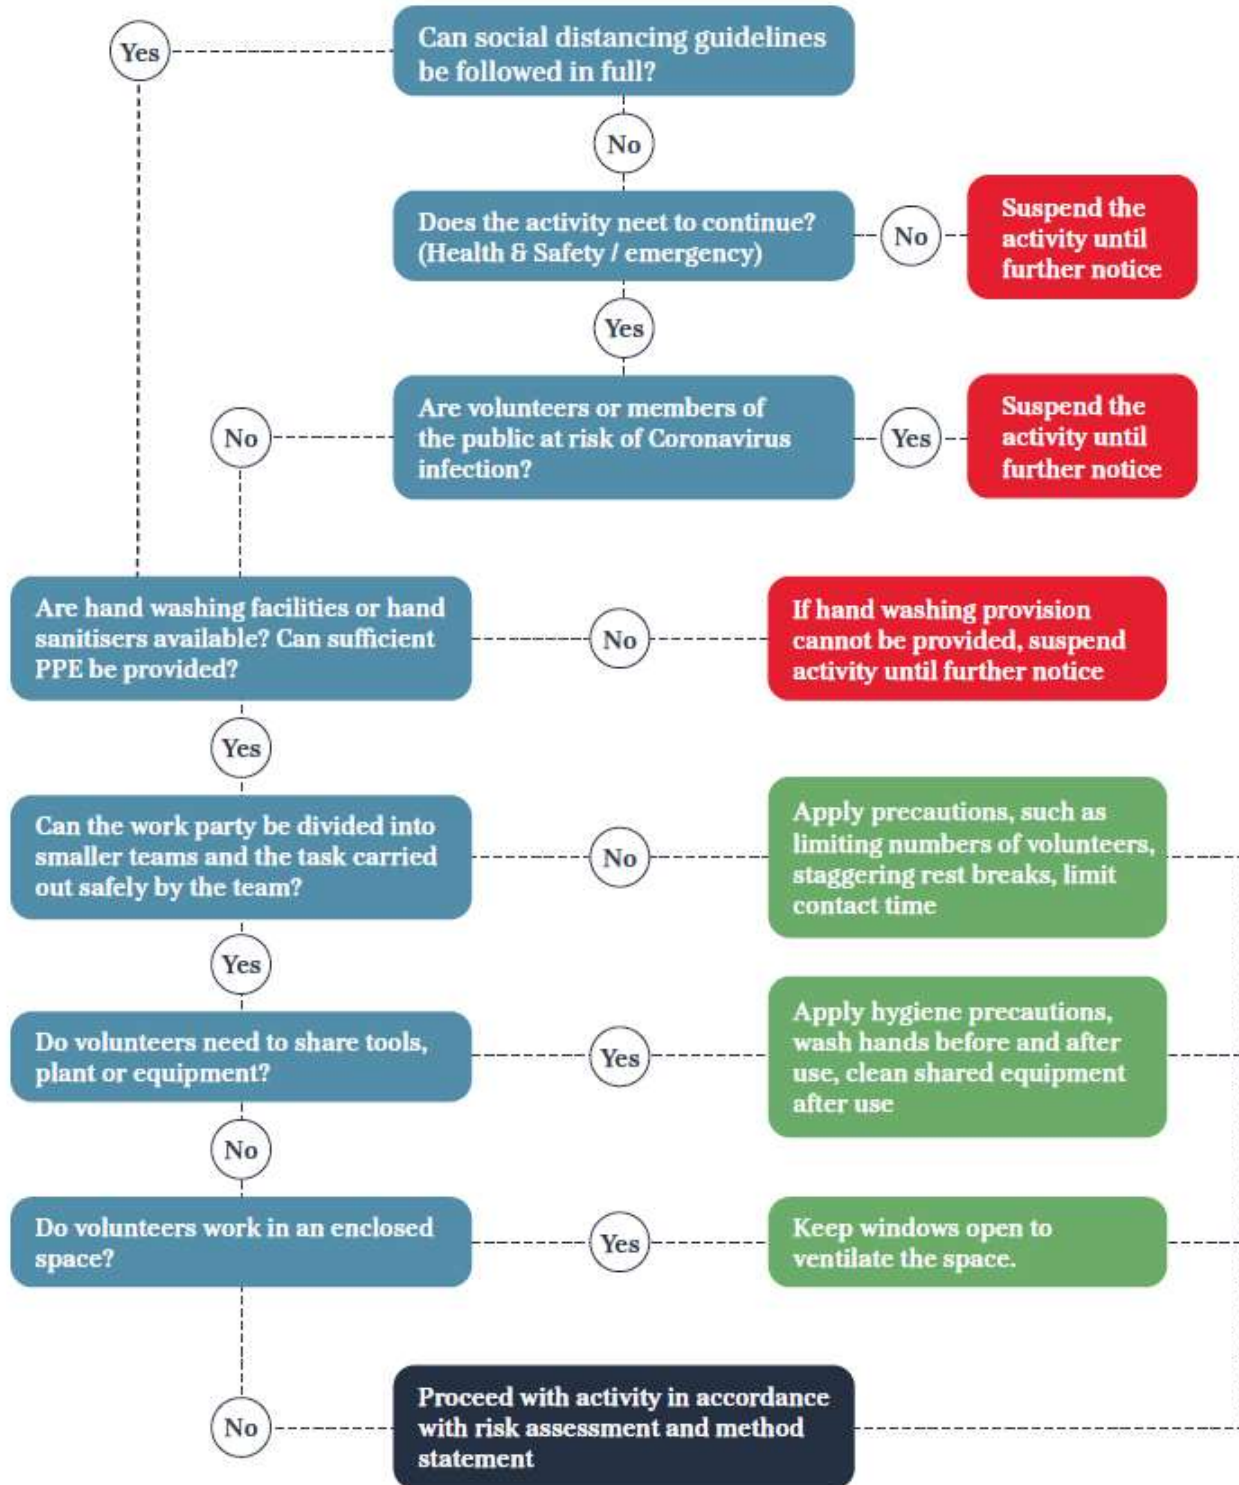 Can social distancing guidelines
be followed in full?
Yes
No
Does the activity neet to continue?
(Health & Safety / emergency)
No
Suspend the
activity until
further notice
Yes
Are volunteers or members of
the public at risk of Coronavirus
infection?
No
Yes
Suspend the
activity until
further notice
Are hand washing facilities or hand
sanitisers available? Can sufficient
PPE be provided?
No
If hand washing provision
cannot be provided, suspend
activity until further notice
Yes
Can the work party be divided into
smaller teams and the task carried
out safely by the team?
No
Apply precautions, such as
limiting numbers of volunteers,
staggering rest breaks, limit
contact time
Yes
Do volunteers need to share tools,
plant or equipment?
Yes
Apply hygiene precautions,
wash hands before and after
use, clean shared equipment
after use
No
Do volunteers work in an enclosed
space?
Yes
Keep windows open to
ventilate the space.
No
Proceed with activity in accordance
with risk assessment and method
statement